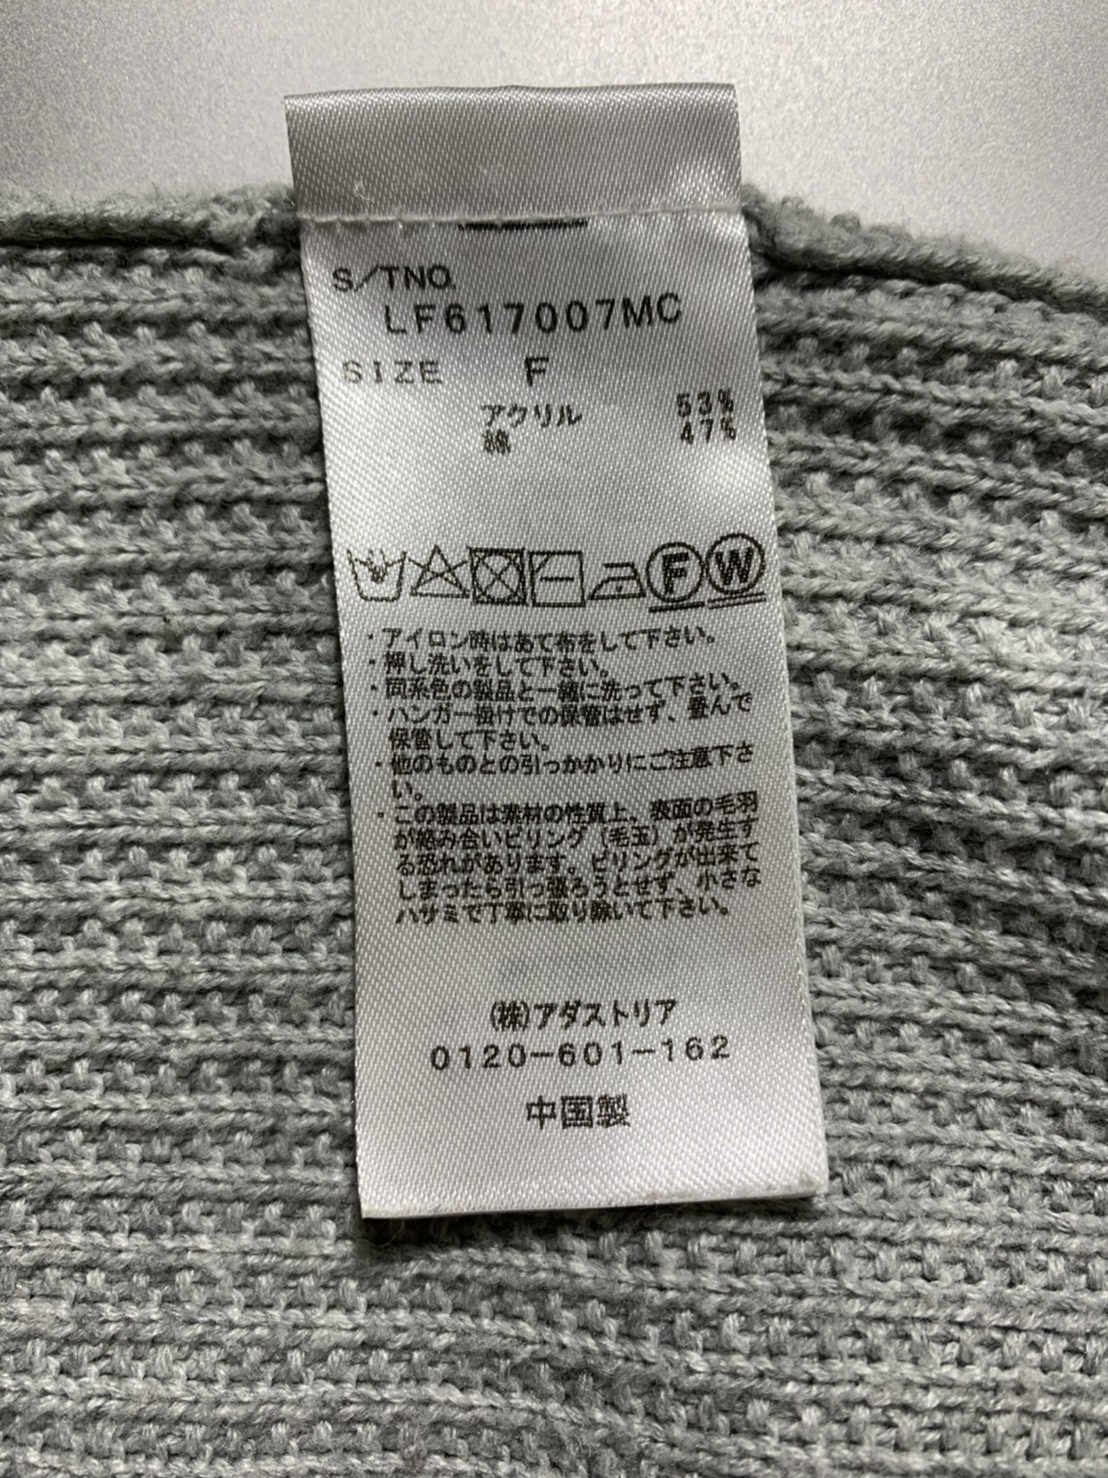 S/TNO.
LF617007MC
SIZE F
アクリル 53%
綿 47%
F W
・アイロン時はあて布をして下さい。
・押し洗いをして下さい。
・同系色の製品と一緒に洗って下さい。
・ハンガー掛けでの保管はせず、畳んで
保管して下さい。
・他のものとの引っかかりにご注意下さ
い。
・この製品は素材の性質上、表面の毛羽
が絡み合いピリング(毛玉)が発生す
る恐れがあります。ピリングが出来て
しまったら引っ張ろうとせず、小さな
ハサミで丁寧に取り除いて下さい。
(株)アダストリア
0120-601-162
中国製